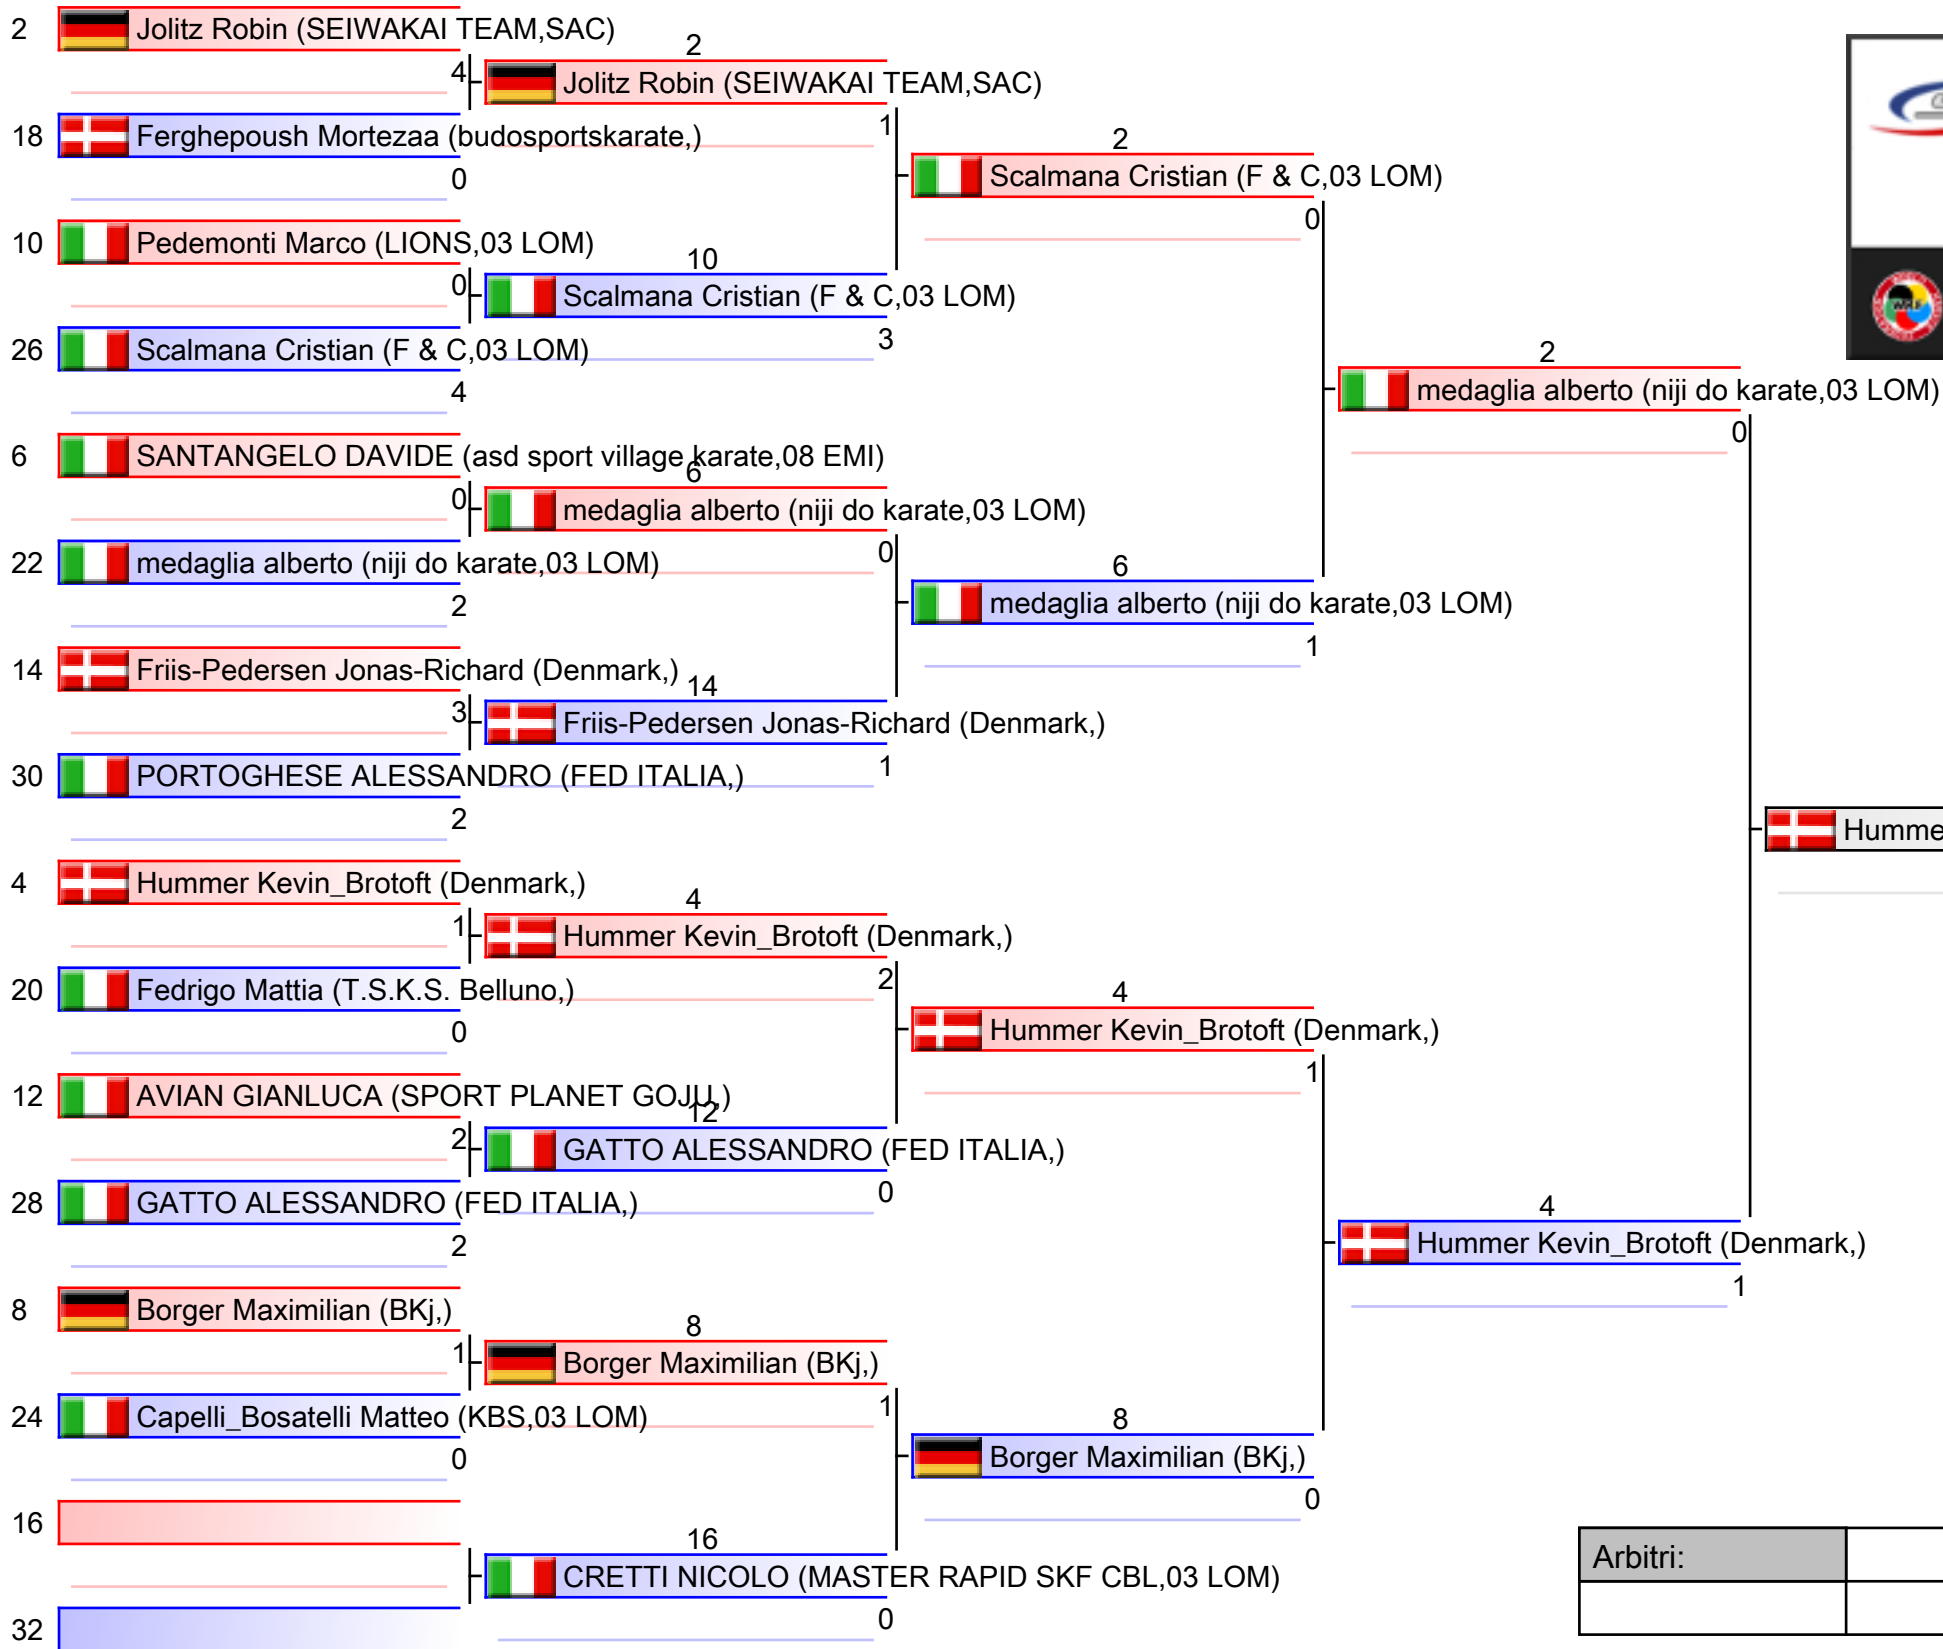 2 Jolitz Robin (SEIWAKAI TEAM,SAC)
4
18 Ferghepoush Mortezaa (budosportskarate,)
0
10 Pedemonti Marco (LIONS,03 LOM)
0
26 Scalmana Cristian (F & C,03 LOM)
4
6 SANTANGELO DAVIDE (asd sport village karate,08 EMI)
0
22 medaglia alberto (niji do karate,03 LOM)
2
14 Friis-Pedersen Jonas-Richard (Denmark,)
3
30 PORTOGHESE ALESSANDRO (FED ITALIA,)
2
4 Hummer Kevin_Brotoft (Denmark,)
1
20 Fedrigo Mattia (T.S.K.S. Belluno,)
0
12 AVIAN GIANLUCA (SPORT PLANET GOJU,)
2
28 GATTO ALESSANDRO (FED ITALIA,)
2
8 Borger Maximilian (BKj,)
1
24 Capelli_Bosatelli Matteo (KBS,03 LOM)
0
16
32
2
Jolitz Robin (SEIWAKAI TEAM,SAC)
1
10
Scalmana Cristian (F & C,03 LOM)
3
6
medaglia alberto (niji do karate,03 LOM)
0
14
Friis-Pedersen Jonas-Richard (Denmark,)
1
4
Hummer Kevin_Brotoft (Denmark,)
2
12
GATTO ALESSANDRO (FED ITALIA,)
0
8
Borger Maximilian (BKj,)
1
16
CRETTI NICOLO (MASTER RAPID SKF CBL,03 LOM)
0
2
Scalmana Cristian (F & C,03 LOM)
0
6
medaglia alberto (niji do karate,03 LOM)
1
4
Hummer Kevin_Brotoft (Denmark,)
1
8
Borger Maximilian (BKj,)
0
2
medaglia alberto (niji do karate,03 LOM)
0
4
Hummer Kevin_Brotoft (Denmark,)
1
Humme
Arbitri: